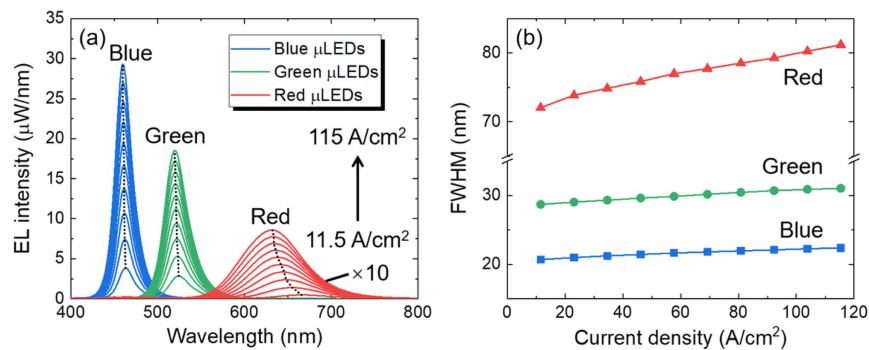 (a)
Blue
Green
Red
Blue μLEDs
Green μLEDs
Red μLEDs
115 A/cm²
11.5 A/cm²
×10
EL intensity (μW/nm)
35
30
25
20
15
10
5
0
400 500 600 700 800
Wavelength (nm)
(b)
Red
Green
Blue
FWHM (nm)
80
70
30
20
0 20 40 60 80 100 120
Current density (A/cm²)